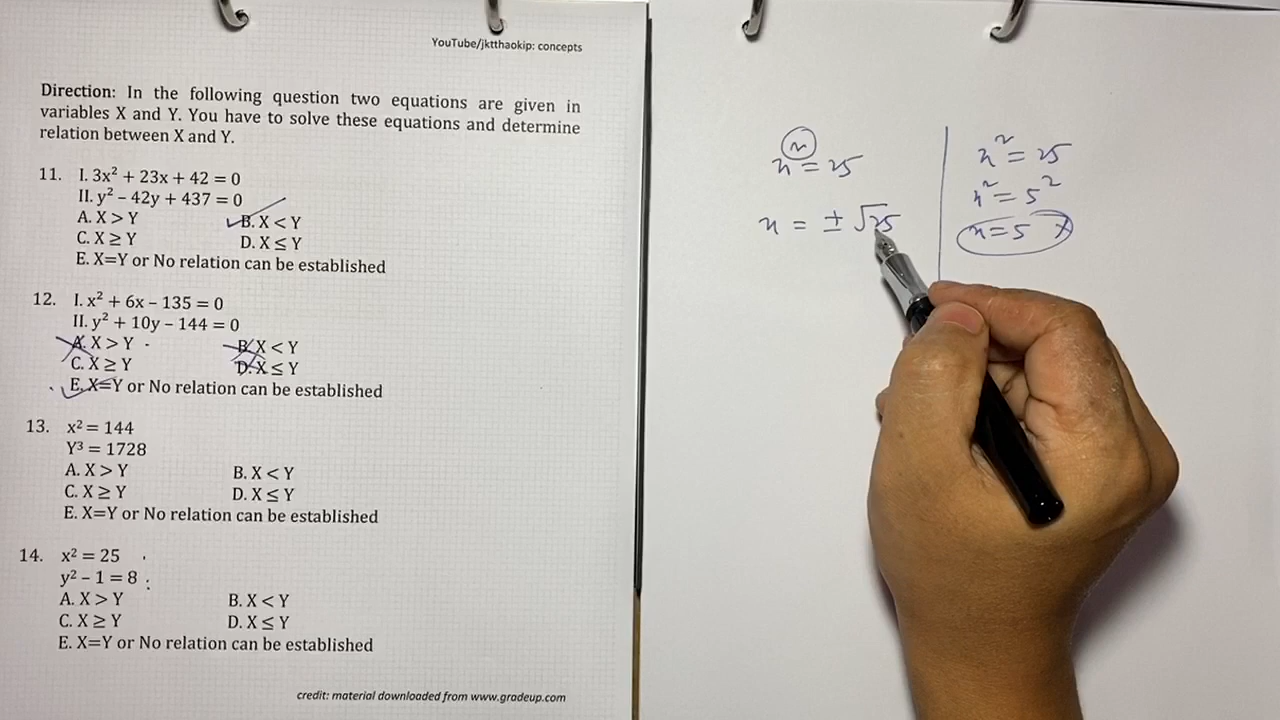 YouTube/jktthaokip: concepts
Direction: In the following question two equations are given in
variables X and Y. You have to solve these equations and determine
relation between X and Y.
11. I. 3x² + 23x + 42 = 0
II. y² – 42y + 437 = 0
A. X > Y B. X < Y
C. X ≥ Y D. X ≤ Y
E. X=Y or No relation can be established
12. I. x² + 6x – 135 = 0
II. y² + 10y – 144 = 0
A. X > Y B. X < Y
C. X ≥ Y D. X ≤ Y
E. X=Y or No relation can be established
13. x² = 144
Y³ = 1728
A. X > Y B. X < Y
C. X ≥ Y D. X ≤ Y
E. X=Y or No relation can be established
14. x² = 25
y² – 1 = 8
A. X > Y B. X < Y
C. X ≥ Y D. X ≤ Y
E. X=Y or No relation can be established
credit: material downloaded from www.gradeup.com
x² = 25
x = ± √25
x² = 25
x² = 5²
x = 5